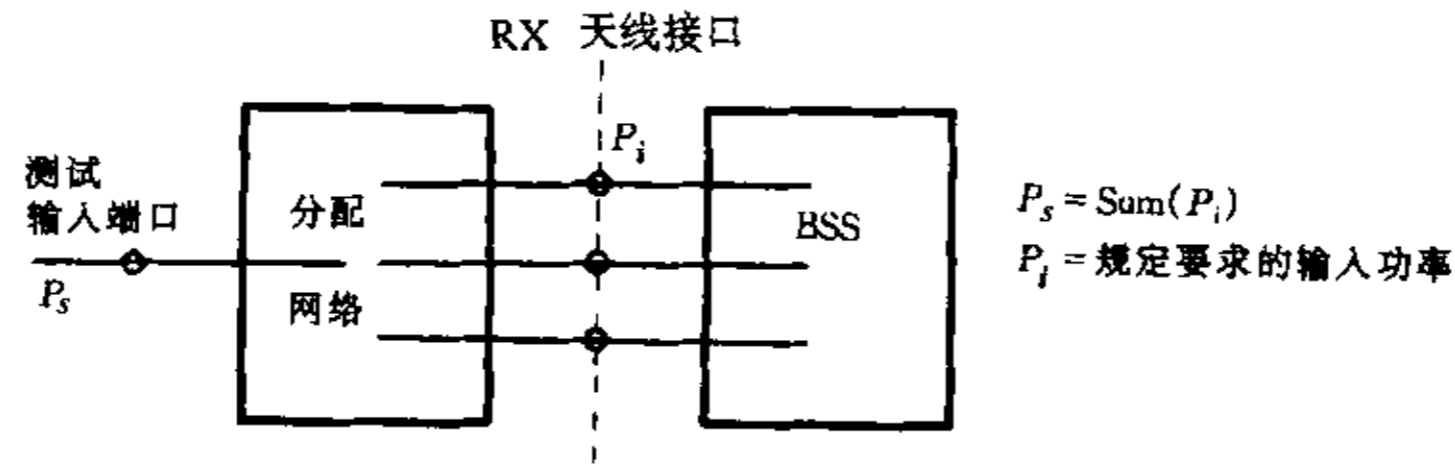 RX 天线接口
P_i
测试
输入端口
P_s
分配
网络
BSS
P_s = Sum(P_i)
P_i = 规定要求的输入功率